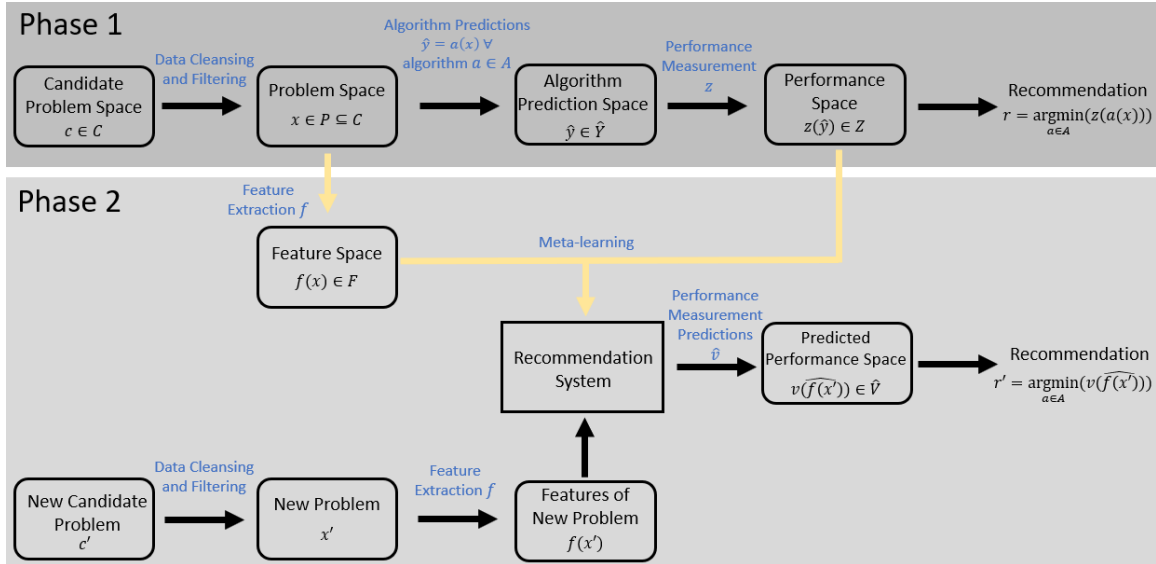 Phase 1
Candidate
Problem Space
c ∈ C
Data Cleansing
and Filtering
Problem Space
x ∈ P ⊆ C
Algorithm Predictions
ŷ = a(x) ∀
algorithm a ∈ A
Algorithm
Prediction Space
ŷ ∈ Ŷ
Performance
Measurement
z
Performance
Space
z(ŷ) ∈ Z
Recommendation
r = argmin(z(a(x)))
a∈A
Phase 2
Feature
Extraction f
Feature Space
f(x) ∈ F
Meta-learning
Recommendation
System
Performance
Measurement
Predictions
v̂
Predicted
Performance Space
v(f(x′))^ ∈ V̂
Recommendation
r′ = argmin(v(f(x′))^))
a∈A
New Candidate
Problem
c′
Data Cleansing
and Filtering
New Problem
x′
Feature
Extraction f
Features of
New Problem
f(x′)